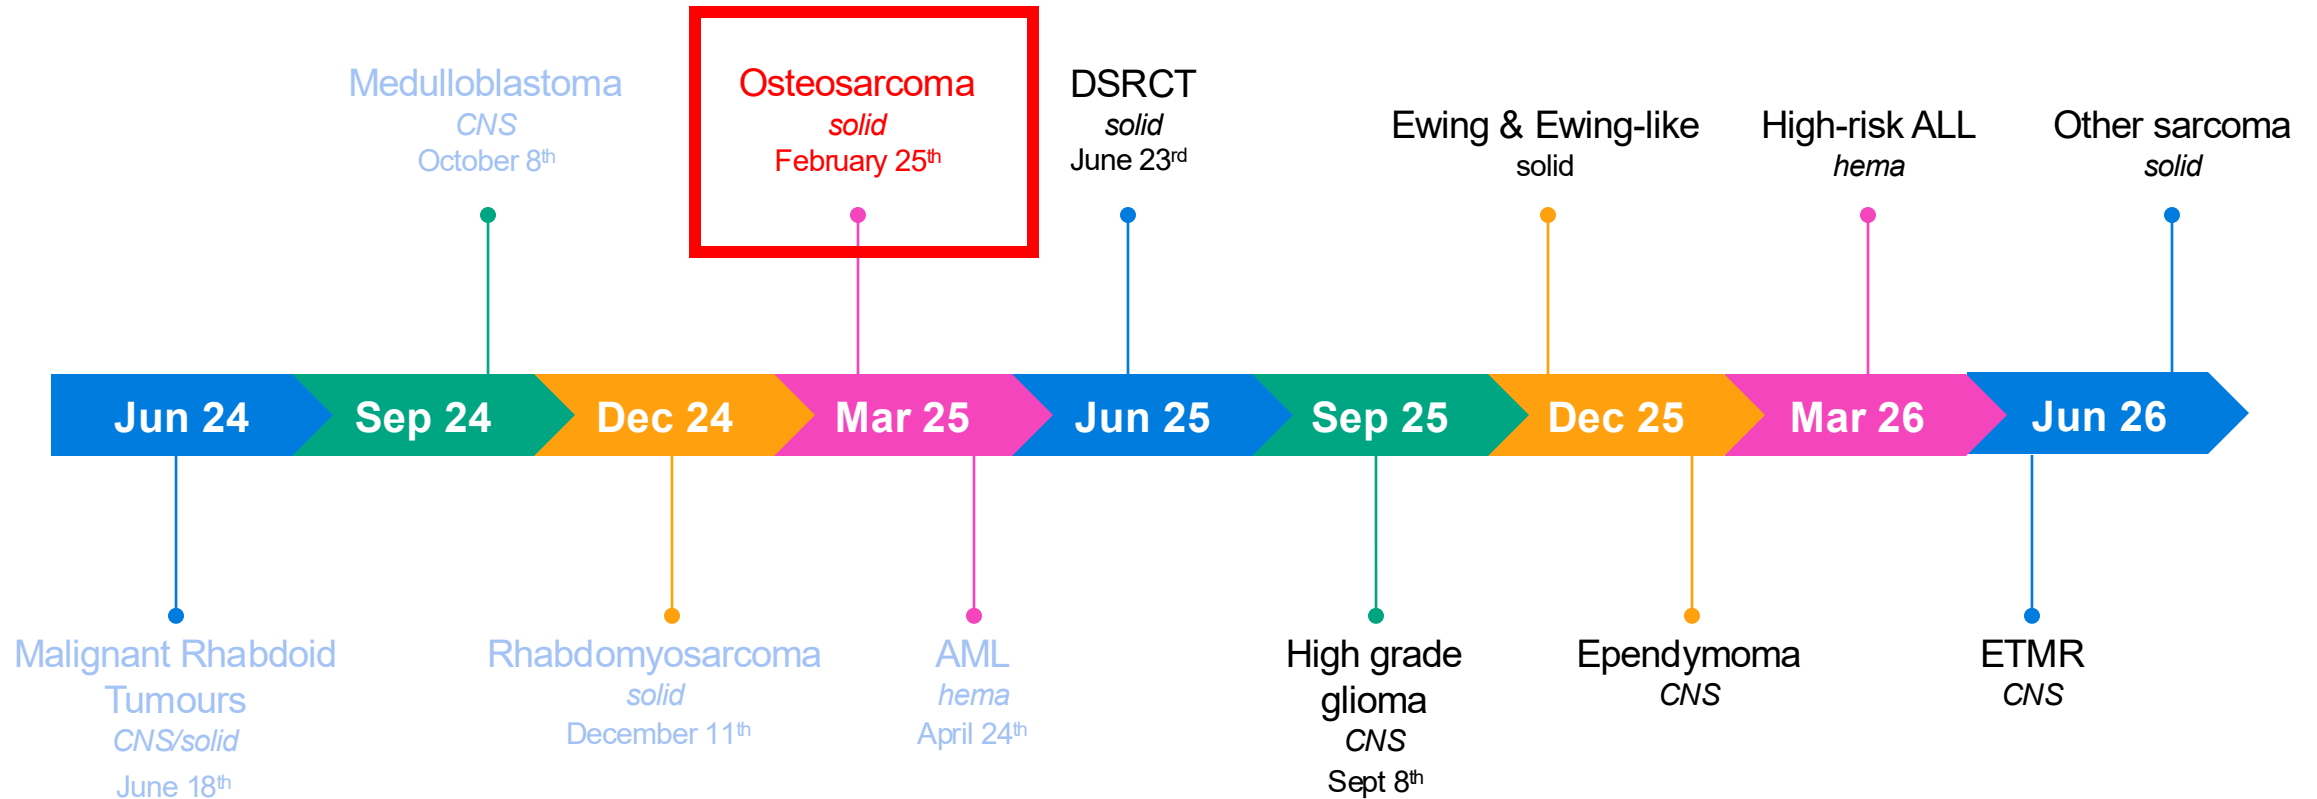 Medulloblastoma
CNS
October 8th
Osteosarcoma
solid
February 25th
DSRCT
solid
June 23rd
Ewing & Ewing-like
solid
High-risk ALL
hema
Other sarcoma
solid
Jun 24
Sep 24
Dec 24
Mar 25
Jun 25
Sep 25
Dec 25
Mar 26
Jun 26
Malignant Rhabdoid
Tumours
CNS/solid
June 18th
Rhabdomyosarcoma
solid
December 11th
AML
hema
April 24th
High grade
glioma
CNS
Sept 8th
Ependymoma
CNS
ETMR
CNS